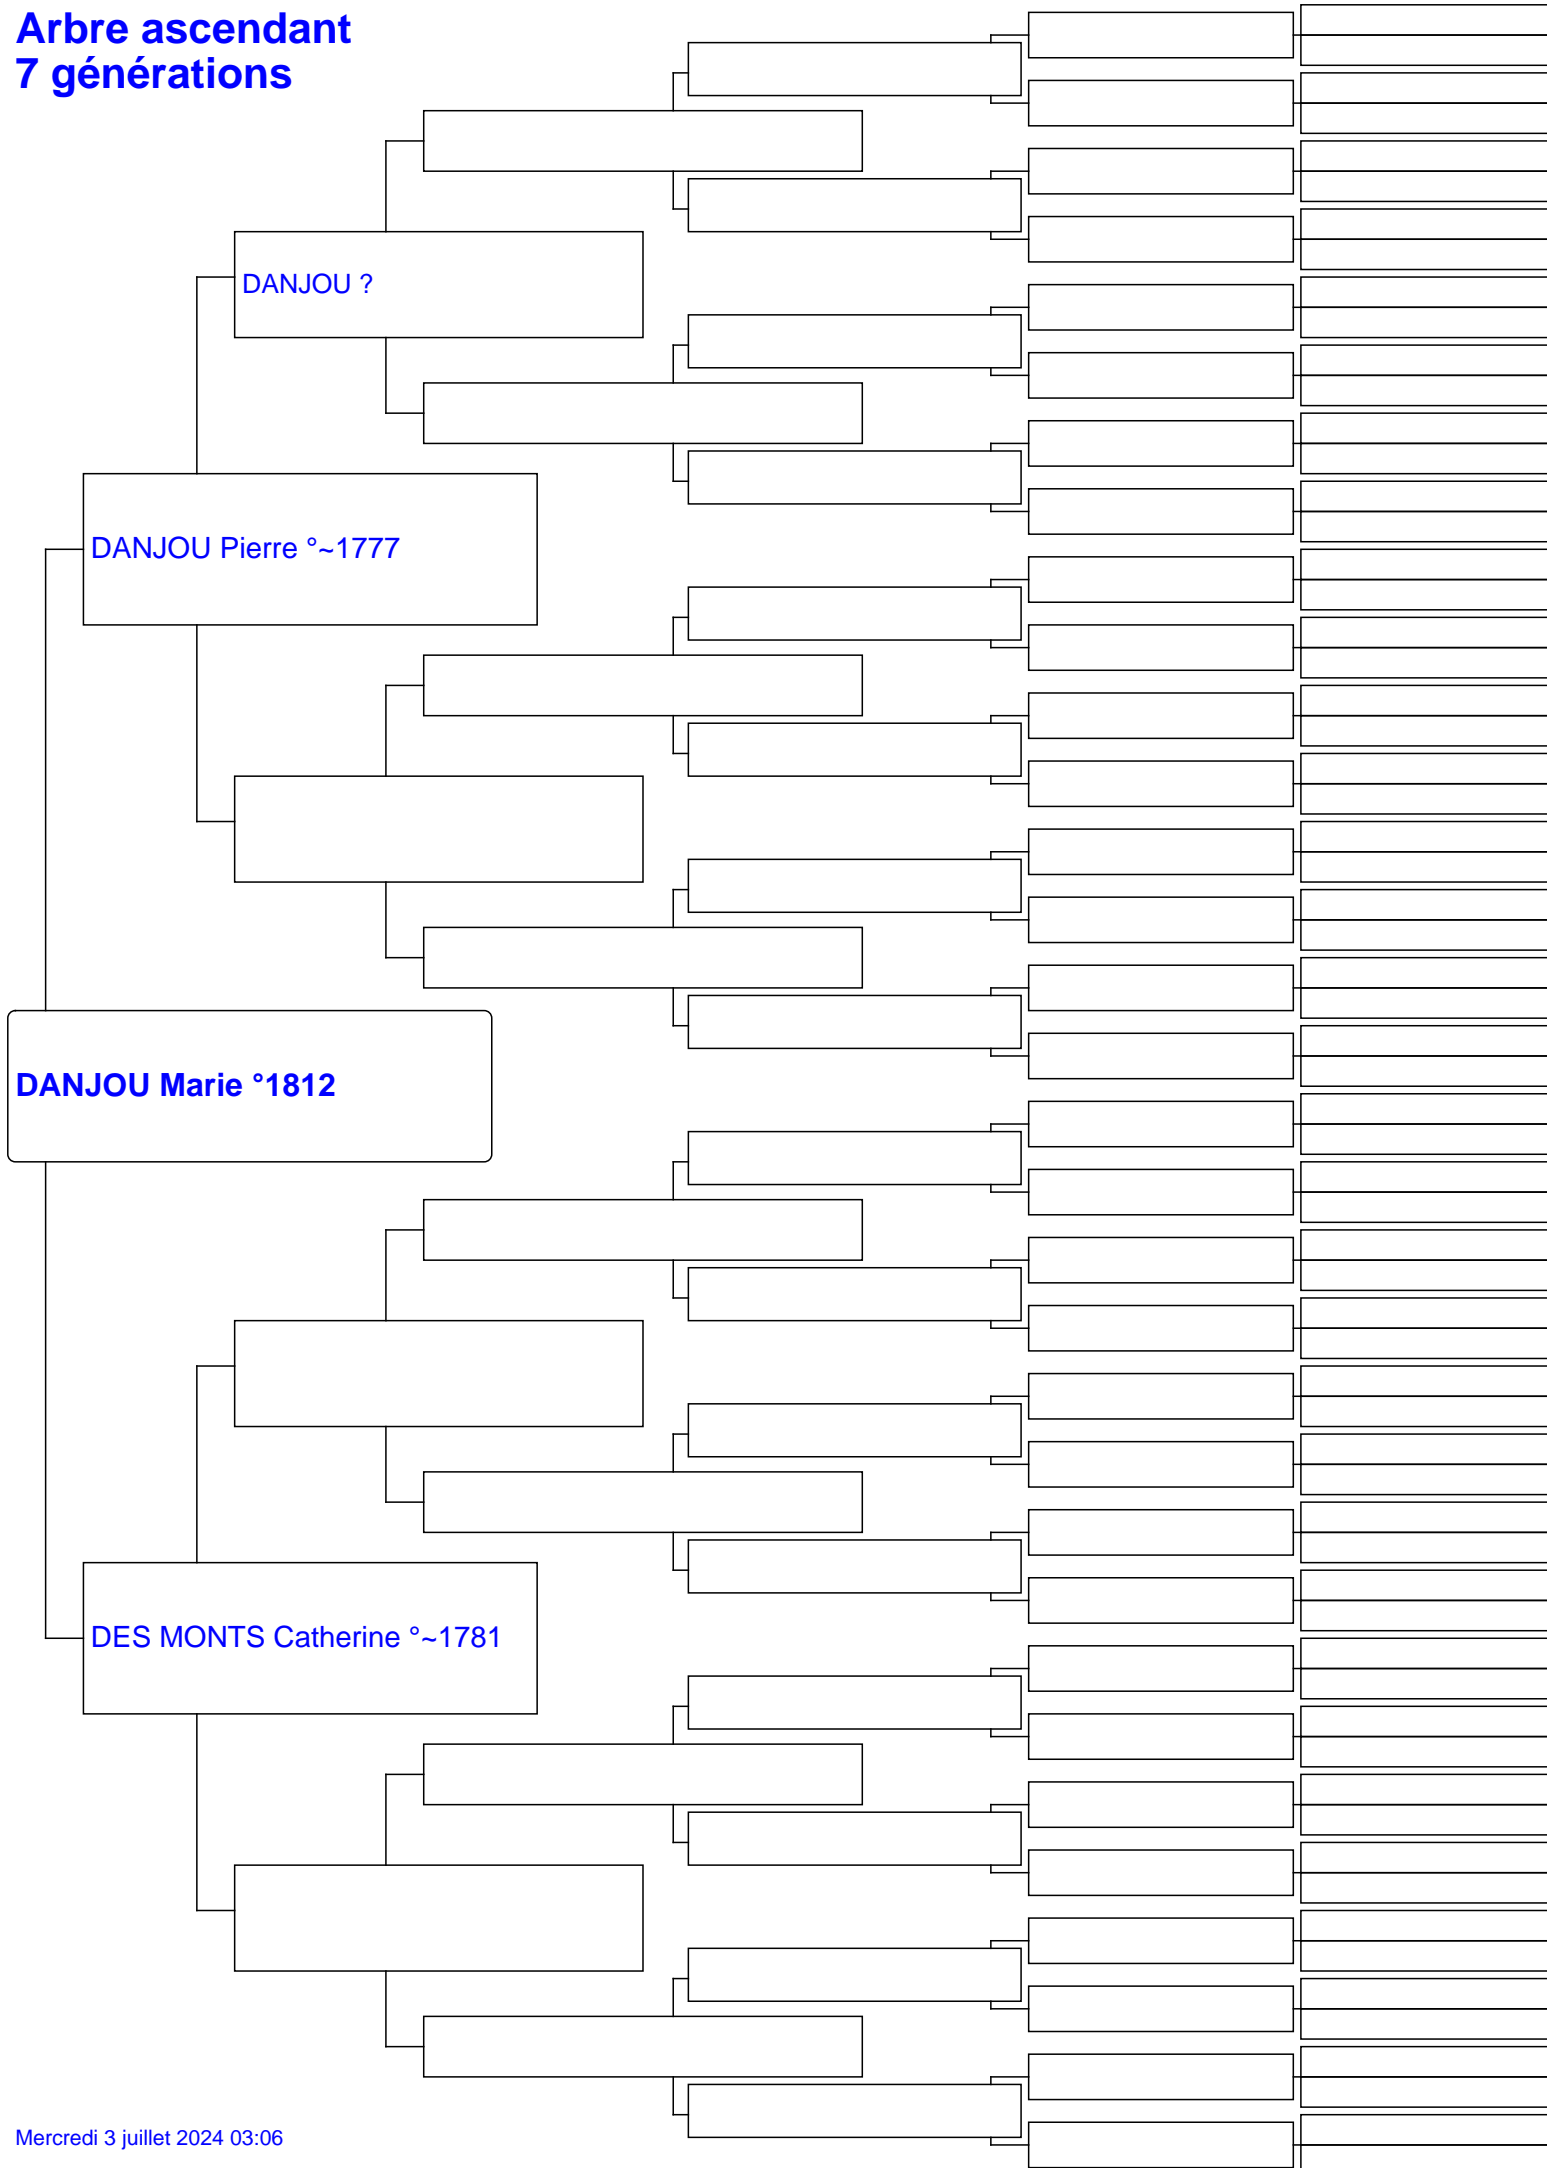 Arbre ascendant
7 générations
DANJOU ?
DANJOU Pierre °~1777
DANJOU Marie °1812
DES MONTS Catherine °~1781
Mercredi 3 juillet 2024 03:06